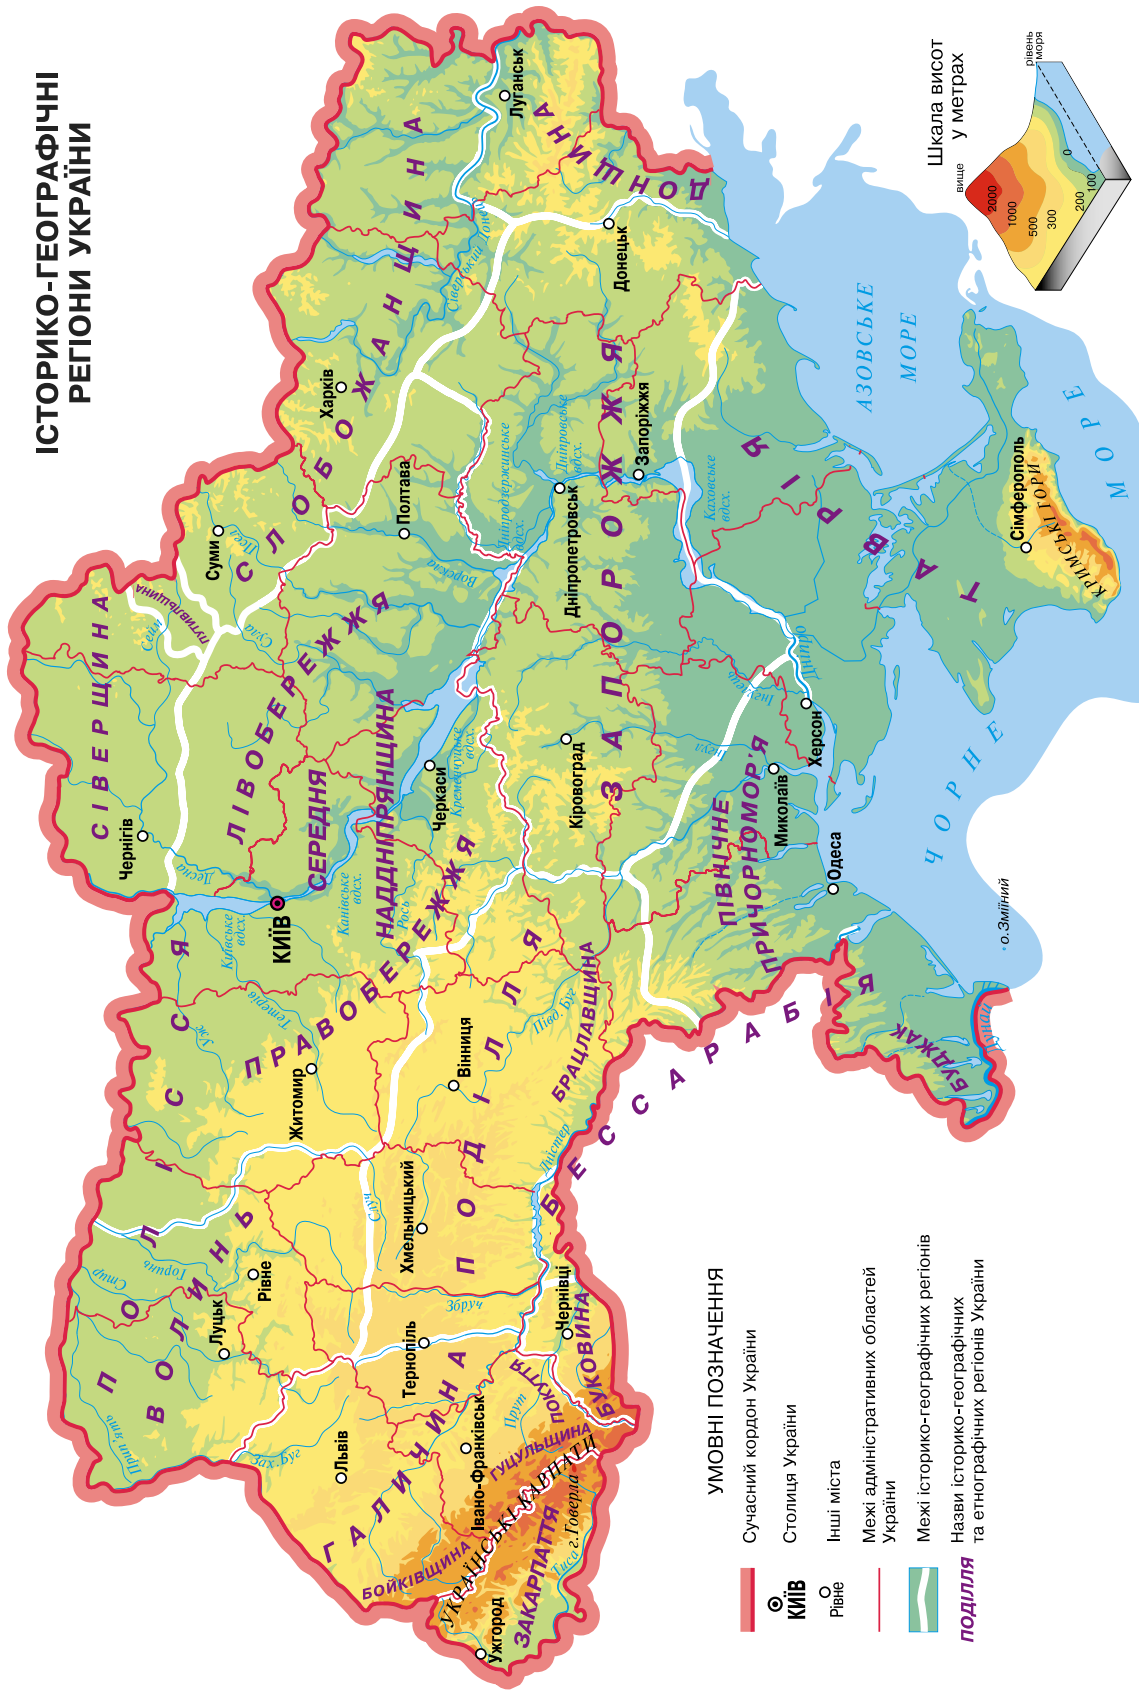 ІСТОРИКО-ГЕОГРАФІЧНІ
РЕГІОНИ УКРАЇНИ
Шкала висот
у метрах
вище
2000
1000
500
300
200
100
0
рівень
моря
СІВЕРЩИНА
ПУТИВЛЬЩИНА
СЛОБОЖАНЩИНА
ДОНЩИНА
ЛІВОБЕРЕЖЖЯ
СЕРЕДНЯ
НАДДНІПРЯНЩИНА
ПРАВОБЕРЕЖЖЯ
ПОЛІССЯ
ВОЛИНЬ
ГАЛИЧИНА
ПОДІЛЛЯ
БРАЦЛАВЩИНА
ЗАПОРОЖЖЯ
ПІВНІЧНЕ
ПРИЧОРНОМОР'Я
ТАВРІЯ
БЕССАРАБІЯ
БУДЖАК
БУКОВИНА
ПОКУТТЯ
ГУЦУЛЬЩИНА
БОЙКІВЩИНА
ЗАКАРПАТТЯ
УКРАЇНСЬКІ КАРПАТИ
г.Говерла
КРИМСЬКІ ГОРИ
Чернігів
Суми
Харків
Луганськ
Донецьк
Полтава
Запоріжжя
Дніпропетровськ
КИЇВ
Черкаси
Кіровоград
Житомир
Вінниця
Хмельницький
Рівне
Луцьк
Тернопіль
Львів
Івано-Франківськ
Ужгород
Чернівці
Одеса
Миколаїв
Херсон
Сімферополь
о.Зміїний
АЗОВСЬКЕ
МОРЕ
ЧОРНЕ
МОРЕ
Десна
Сейм
Сула
Псел
Ворскла
Сіверський Донець
Київське
вдсх.
Канівське
вдсх.
Кременчуцьке
вдсх.
Дніпродзержинське
вдсх.
Дніпровське
вдсх.
Каховське
вдсх.
Дніпро
Інгулець
Інгул
Рось
Тетерів
Уж
Случ
Горинь
Стир
Прип'ять
Зах.Буг
Збруч
Півд.Буг
Дністер
Прут
Тиса
Дунай
УМОВНІ ПОЗНАЧЕННЯ
Сучасний кордон України
КИЇВ
Столиця України
Рівне
Інші міста
Межі адміністративних областей
України
Межі історико-географічних регіонів
ПОДІЛЛЯ
Назви історико-географічних
та етнографічних регіонів України